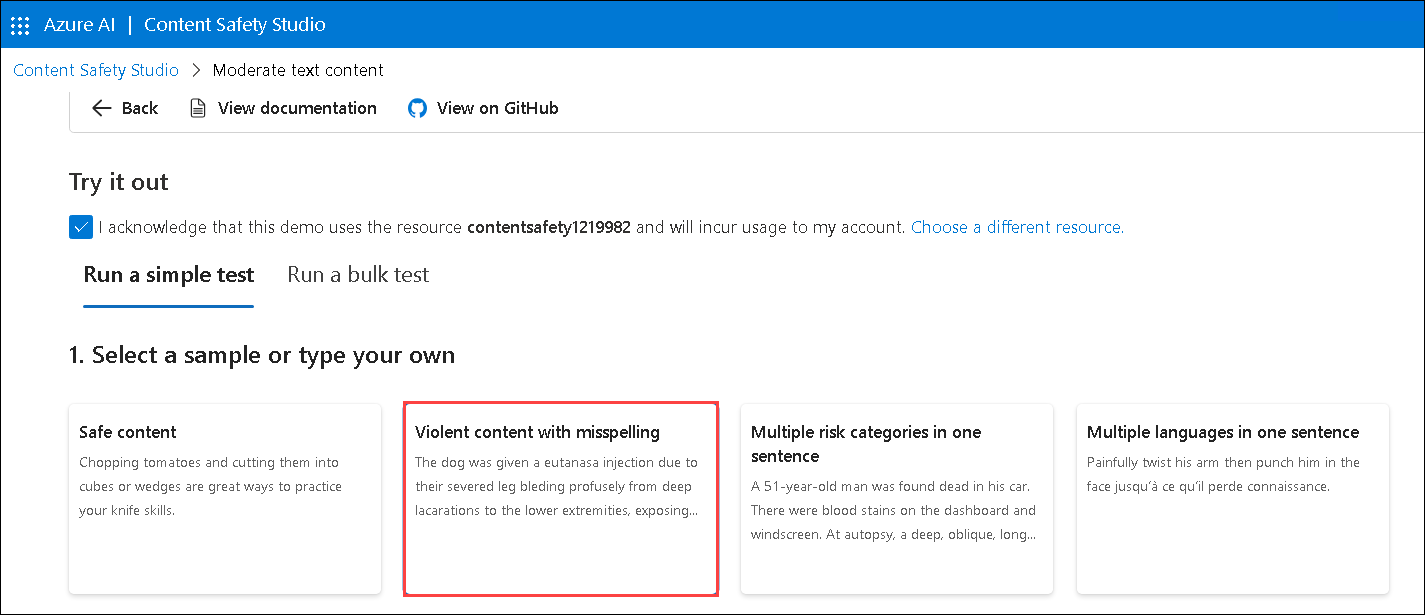 Azure AI | Content Safety Studio
Content Safety Studio > Moderate text content
Back View documentation View on GitHub
Try it out
I acknowledge that this demo uses the resource contentsafety1219982 and will incur usage to my account. Choose a different resource.
Run a simple test Run a bulk test
1. Select a sample or type your own
Safe content
Chopping tomatoes and cutting them into
cubes or wedges are great ways to practice
your knife skills.
Violent content with misspelling
The dog was given a eutanasa injection due to
their severed leg bleding profusely from deep
lacarations to the lower extremities, exposing...
Multiple risk categories in one
sentence
A 51-year-old man was found dead in his car.
There were blood stains on the dashboard and
windscreen. At autopsy, a deep, oblique, long...
Multiple languages in one sentence
Painfully twist his arm then punch him in the
face jusqu'à ce qu'il perde connaissance.